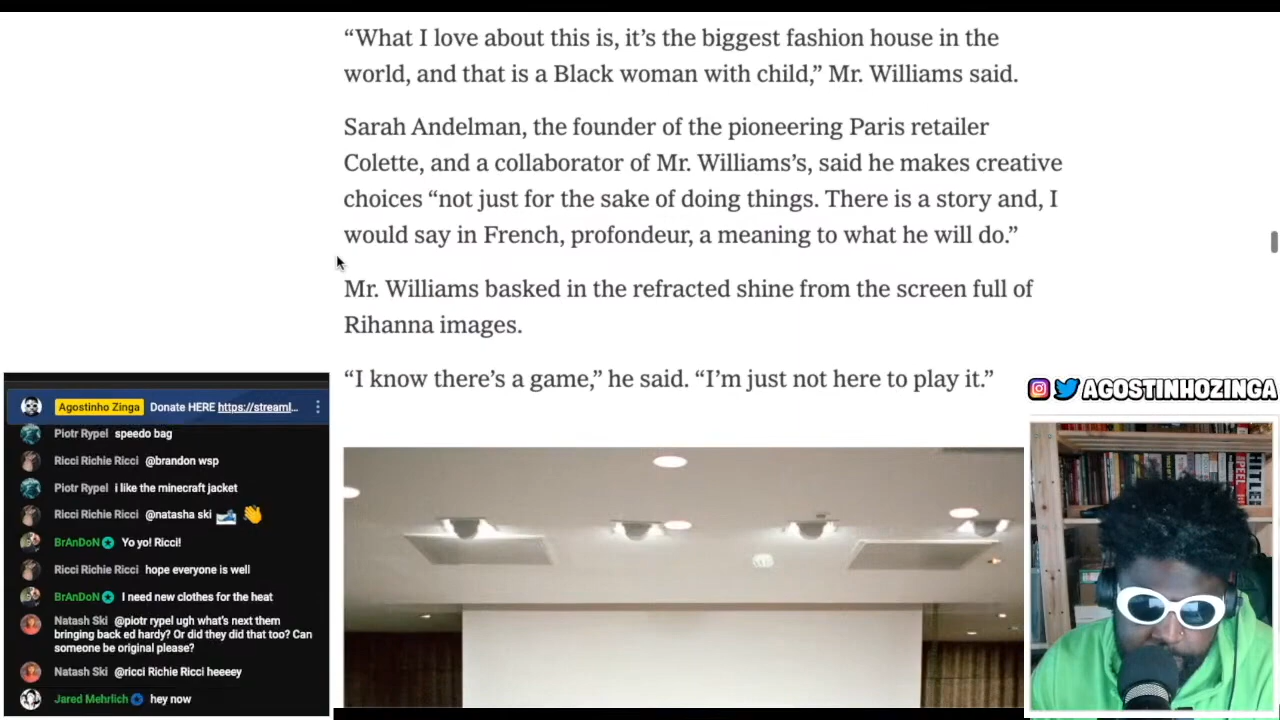 “What I love about this is, it’s the biggest fashion house in the
world, and that is a Black woman with child,” Mr. Williams said.
Sarah Andelman, the founder of the pioneering Paris retailer
Colette, and a collaborator of Mr. Williams’s, said he makes creative
choices “not just for the sake of doing things. There is a story and, I
would say in French, profondeur, a meaning to what he will do.”
Mr. Williams basked in the refracted shine from the screen full of
Rihanna images.
“I know there’s a game,” he said. “I’m just not here to play it.”
Agostinho Zinga Donate HERE https://streaml...
Piotr Rypel speedo bag
Ricci Richie Ricci @brandon wsp
Piotr Rypel i like the minecraft jacket
Ricci Richie Ricci @natasha ski
BrAnDoN Yo yo! Ricci!
Ricci Richie Ricci hope everyone is well
BrAnDoN I need new clothes for the heat
Natash Ski @piotr rypel ugh what's next them
bringing back ed hardy? Or did they did that too? Can
someone be original please?
Natash Ski @ricci Richie Ricci heeeey
Jared Mehrlich hey now
AGOSTINHOZINGA
HITLER